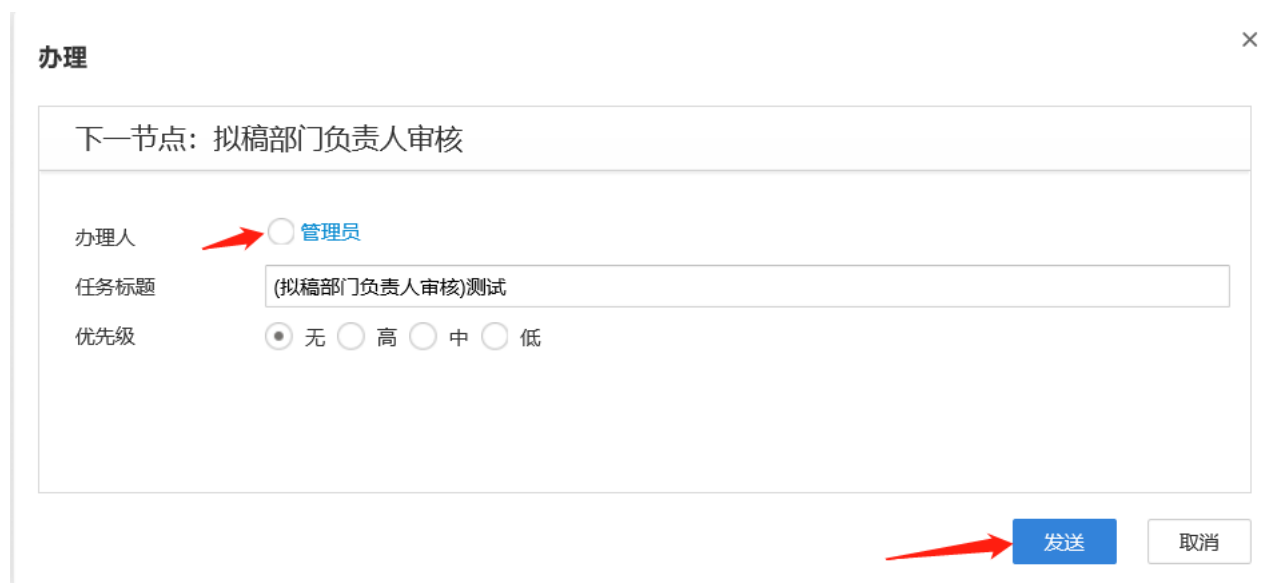 办理
下一节点：拟稿部门负责人审核
办理人 管理员
任务标题 (拟稿部门负责人审核)测试
优先级 无 高 中 低
发送 取消